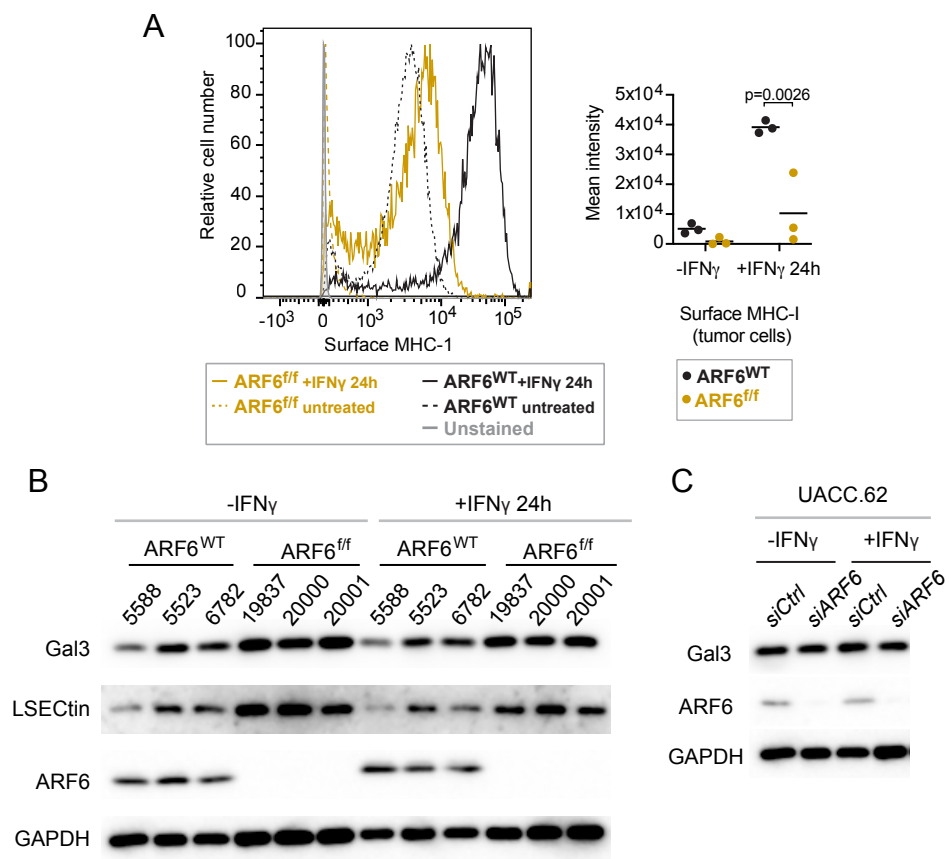 A
Relative cell number
100
80
60
40
20
0
-10³ 0 10³ 10⁴ 10⁵
Surface MHC-1
ARF6f/f +IFNγ 24h
ARF6WT+IFNγ 24h
ARF6f/f untreated
ARF6WT untreated
Unstained
Mean intensity
p=0.0026
5x10⁴
4x10⁴
3x10⁴
2x10⁴
1x10⁴
0
-IFNγ +IFNγ 24h
Surface MHC-I
(tumor cells)
ARF6WT
ARF6f/f
B
-IFNγ +IFNγ 24h
ARF6WT ARF6f/f ARF6WT ARF6f/f
5588 5523 6782 19837 20000 20001 5588 5523 6782 19837 20000 20001
Gal3
LSECtin
ARF6
GAPDH
C
UACC.62
-IFNγ +IFNγ
siCtrl siARF6 siCtrl siARF6
Gal3
ARF6
GAPDH